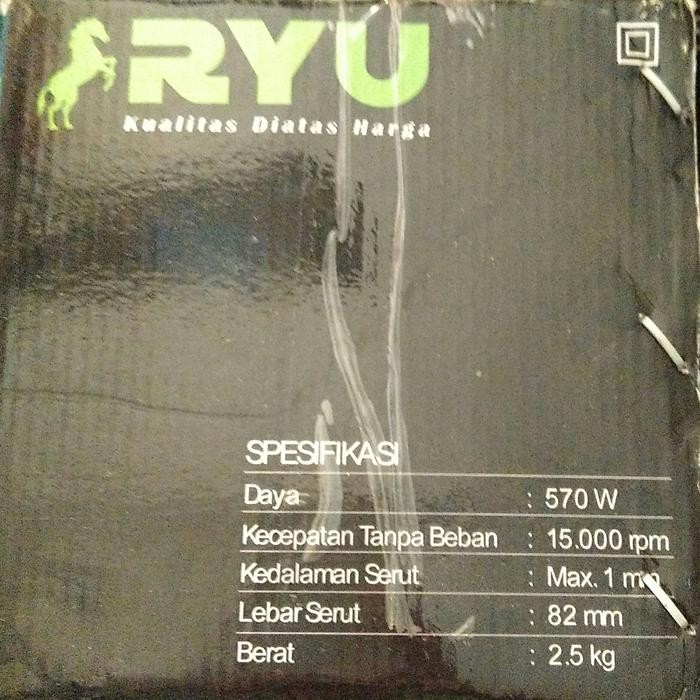 RYU
Kualitas Diatas Harga
SPESIFIKASI
Daya : 570 W
Kecepatan Tanpa Beban : 15.000 rpm
Kedalaman Serut : Max. 1 mm
Lebar Serut : 82 mm
Berat : 2.5 kg